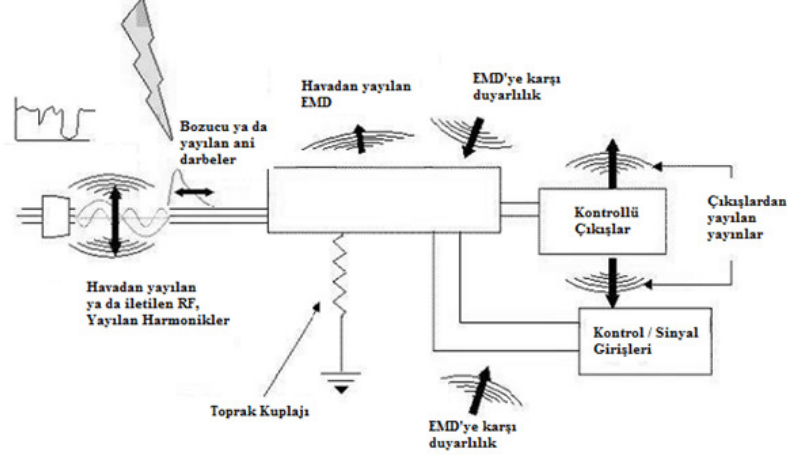 Havadan yayılan
EMD
EMD'ye karşı
duyarlılık
Bozucu ya da
yayılan ani
darbeler
Kontrollü
Çıkışlar
Çıkışlardan
yayılan
yayınlar
Havadan yayılan
ya da iletilen RF,
Yayılan Harmonikler
Kontrol / Sinyal
Girişleri
Toprak Kuplajı
EMD'ye karşı
duyarlılık